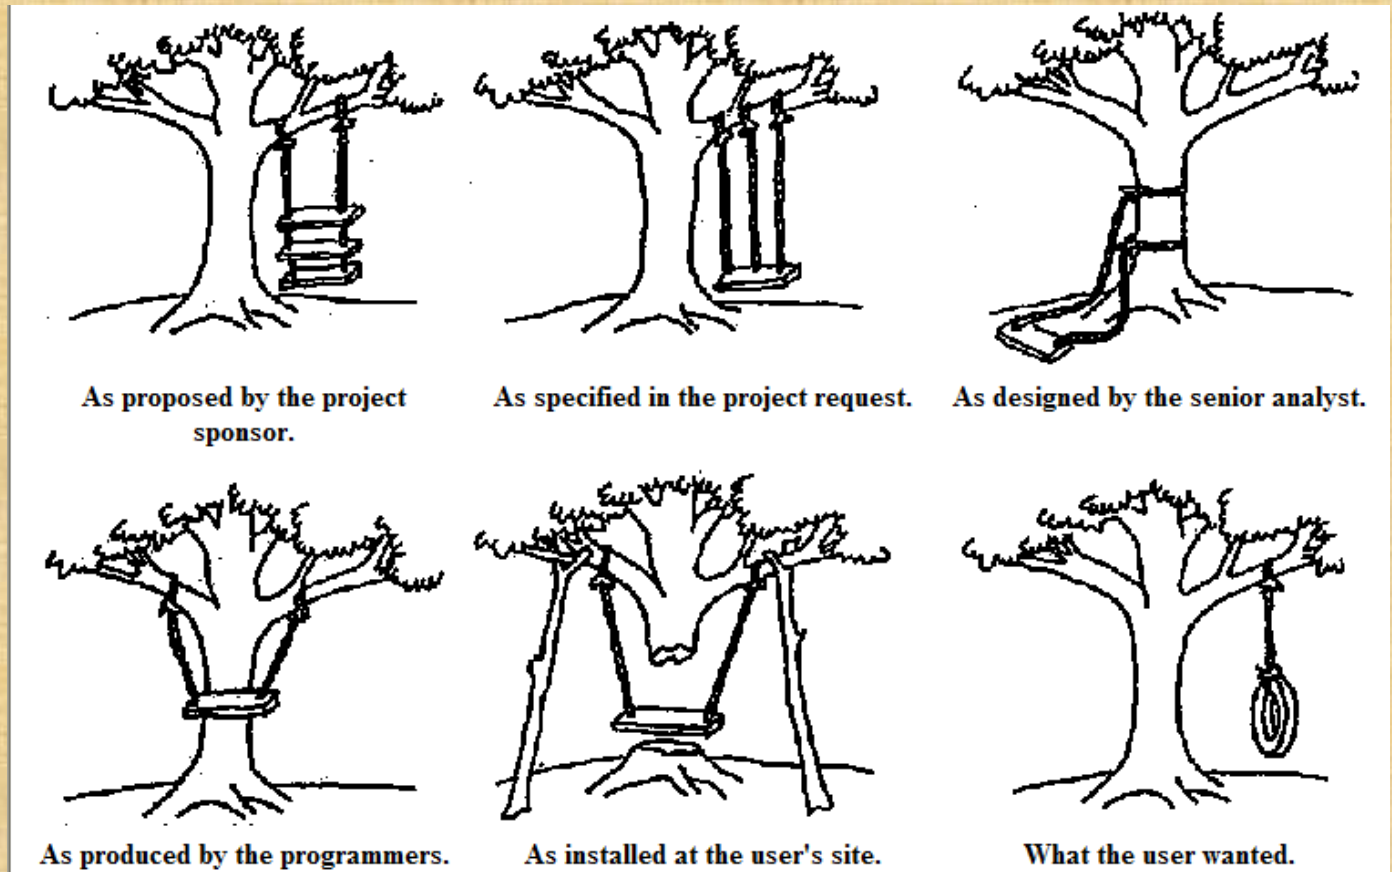 As proposed by the project
sponsor.
As specified in the project request.
As designed by the senior analyst.
As produced by the programmers.
As installed at the user's site.
What the user wanted.